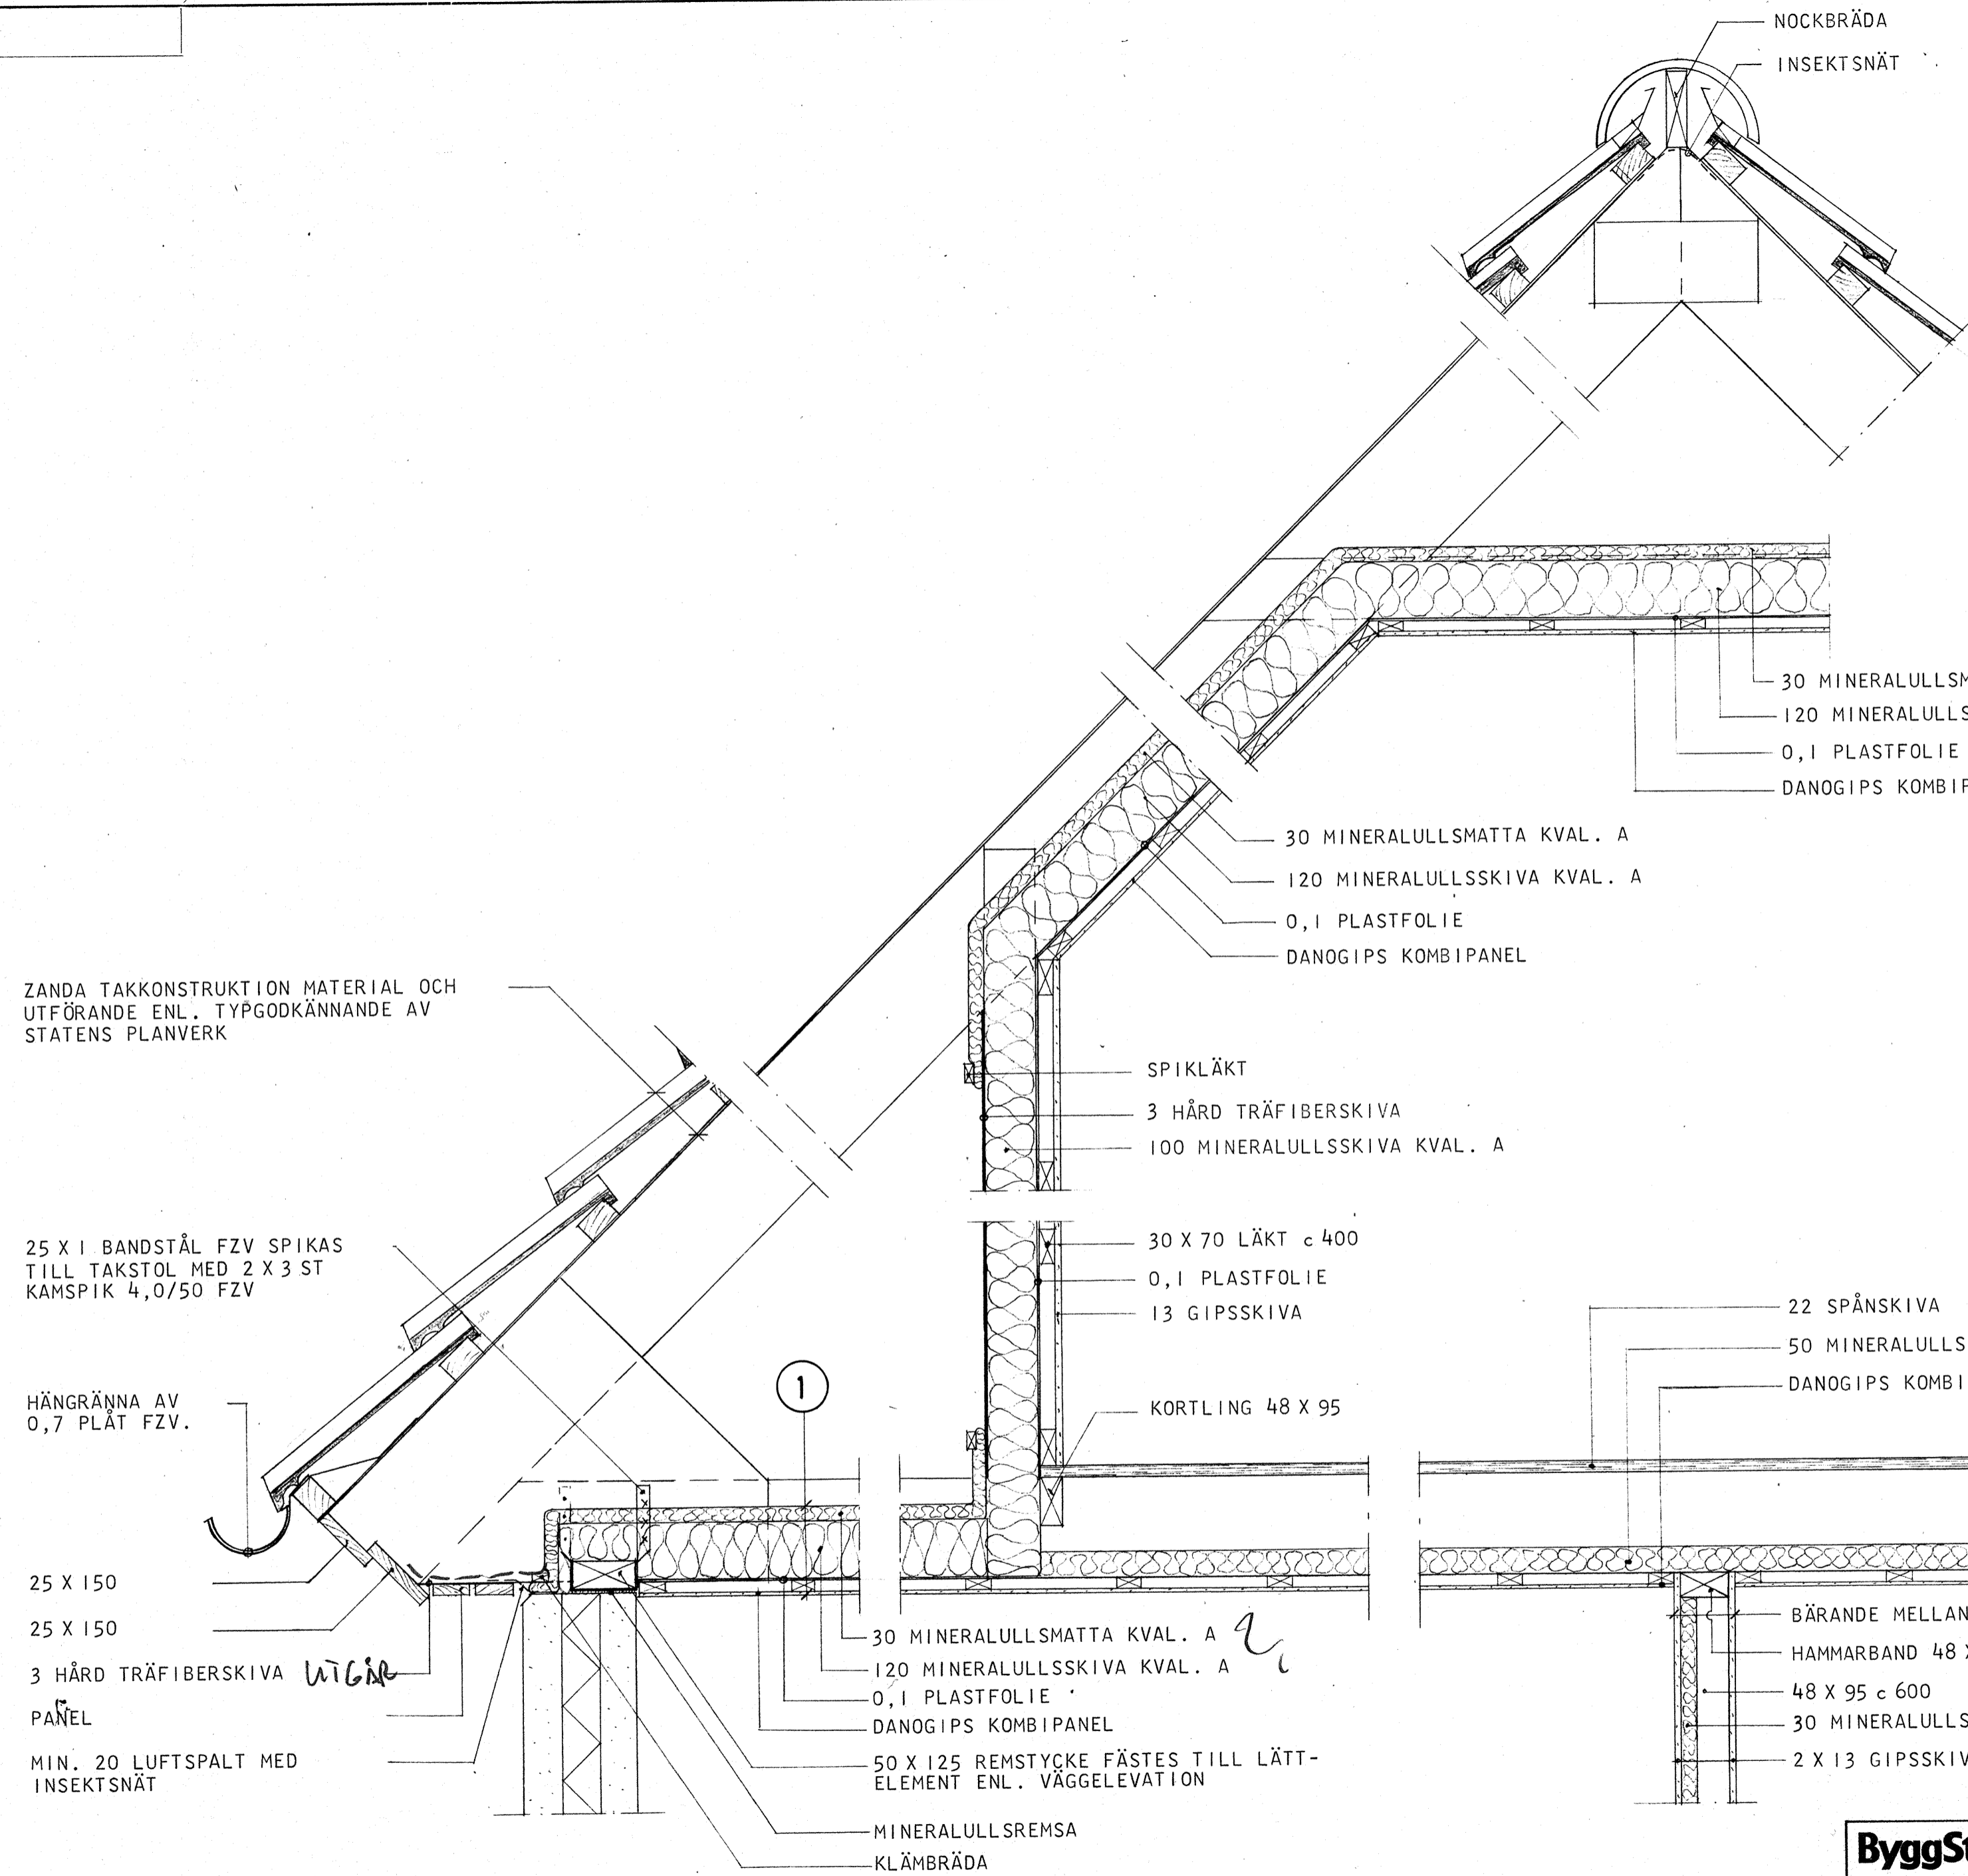 NOCKBRÄDA
INSEKTSNÄT
30 MINERALULLSM
120 MINERALULLS
0,1 PLASTFOLIE
DANOGIPS KOMBIP
30 MINERALULLSMATTA KVAL. A
120 MINERALULLSSKIVA KVAL. A
0,1 PLASTFOLIE
DANOGIPS KOMBIPANEL
ZANDA TAKKONSTRUKTION MATERIAL OCH
UTFÖRANDE ENL. TYPGODKÄNNANDE AV
STATENS PLANVERK
SPIKLÄKT
3 HÅRD TRÄFIBERSKIVA
100 MINERALULLSSKIVA KVAL. A
25 X 1 BANDSTÅL FZV SPIKAS
TILL TAKSTOL MED 2 X 3 ST
KAMSPIK 4,0/50 FZV
30 X 70 LÄKT c 400
0,1 PLASTFOLIE
13 GIPSSKIVA
22 SPÅNSKIVA
50 MINERALULLS
DANOGIPS KOMBI
HÄNGRÄNNA AV
0,7 PLÅT FZV.
1
KORTLING 48 X 95
25 X 150
25 X 150
3 HÅRD TRÄFIBERSKIVA UTGÅR
PANEL
MIN. 20 LUFTSPALT MED
INSEKTSNÄT
30 MINERALULLSMATTA KVAL. A
120 MINERALULLSSKIVA KVAL. A
0,1 PLASTFOLIE
DANOGIPS KOMBIPANEL
50 X 125 REMSTYCKE FÄSTES TILL LÄTT-
ELEMENT ENL. VÄGGELEVATION
MINERALULLSREMSA
KLÄMBRÄDA
BÄRANDE MELLAN
HAMMARBAND 48 X
48 X 95 c 600
30 MINERALULLS
2 X 13 GIPSSKIV
ByggSt